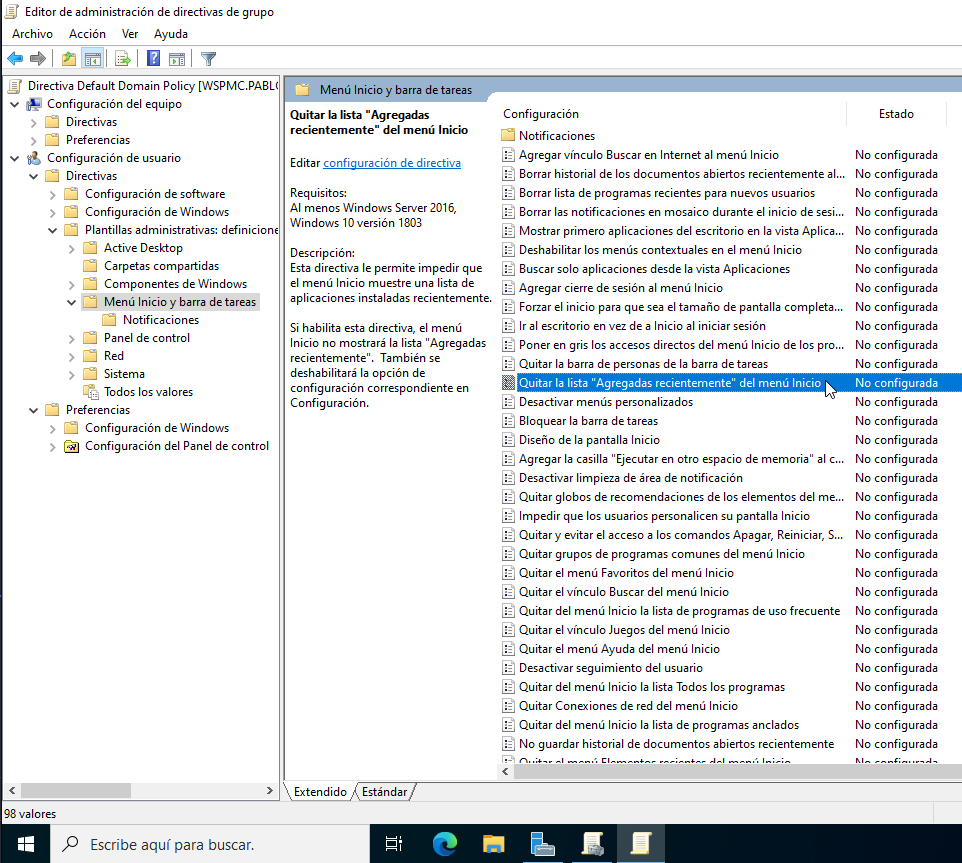 Editor de administración de directivas de grupo
Archivo Acción Ver Ayuda
Directiva Default Domain Policy [WSPMC.PABLO
Configuración del equipo
Directivas
Preferencias
Configuración de usuario
Directivas
Configuración de software
Configuración de Windows
Plantillas administrativas: definicione
Active Desktop
Carpetas compartidas
Componentes de Windows
Menú Inicio y barra de tareas
Notificaciones
Panel de control
Red
Sistema
Todos los valores
Preferencias
Configuración de Windows
Configuración del Panel de control
Menú Inicio y barra de tareas
Quitar la lista "Agregadas
recientemente" del menú Inicio
Editar configuración de directiva
Requisitos:
Al menos Windows Server 2016,
Windows 10 versión 1803
Descripción:
Esta directiva le permite impedir que
el menú Inicio muestre una lista de
aplicaciones instaladas recientemente.
Si habilita esta directiva, el menú
Inicio no mostrará la lista "Agregadas
recientemente". También se
deshabilitará la opción de
configuración correspondiente en
Configuración.
Configuración Estado
Notificaciones
Agregar vínculo Buscar en Internet al menú Inicio No configurada
Borrar historial de los documentos abiertos recientemente al... No configurada
Borrar lista de programas recientes para nuevos usuarios No configurada
Borrar las notificaciones en mosaico durante el inicio de sesi... No configurada
Mostrar primero aplicaciones del escritorio en la vista Aplica... No configurada
Deshabilitar los menús contextuales en el menú Inicio No configurada
Buscar solo aplicaciones desde la vista Aplicaciones No configurada
Agregar cierre de sesión al menú Inicio No configurada
Forzar el inicio para que sea el tamaño de pantalla completa... No configurada
Ir al escritorio en vez de a Inicio al iniciar sesión No configurada
Poner en gris los accesos directos del menú Inicio de los pro... No configurada
Quitar la barra de personas de la barra de tareas No configurada
Quitar la lista "Agregadas recientemente" del menú Inicio No configurada
Desactivar menús personalizados No configurada
Bloquear la barra de tareas No configurada
Diseño de la pantalla Inicio No configurada
Agregar la casilla "Ejecutar en otro espacio de memoria" al c... No configurada
Desactivar limpieza de área de notificación No configurada
Quitar globos de recomendaciones de los elementos del me... No configurada
Impedir que los usuarios personalicen su pantalla Inicio No configurada
Quitar y evitar el acceso a los comandos Apagar, Reiniciar, S... No configurada
Quitar grupos de programas comunes del menú Inicio No configurada
Quitar el menú Favoritos del menú Inicio No configurada
Quitar el vínculo Buscar del menú Inicio No configurada
Quitar del menú Inicio la lista de programas de uso frecuente No configurada
Quitar el vínculo Juegos del menú Inicio No configurada
Quitar el menú Ayuda del menú Inicio No configurada
Desactivar seguimiento del usuario No configurada
Quitar del menú Inicio la lista Todos los programas No configurada
Quitar Conexiones de red del menú Inicio No configurada
Quitar del menú Inicio la lista de programas anclados No configurada
No guardar historial de documentos abiertos recientemente No configurada
Quitar el menú Elementos recientes del menú Inicio No configurada
Extendido Estándar
98 valores
Escribe aquí para buscar.